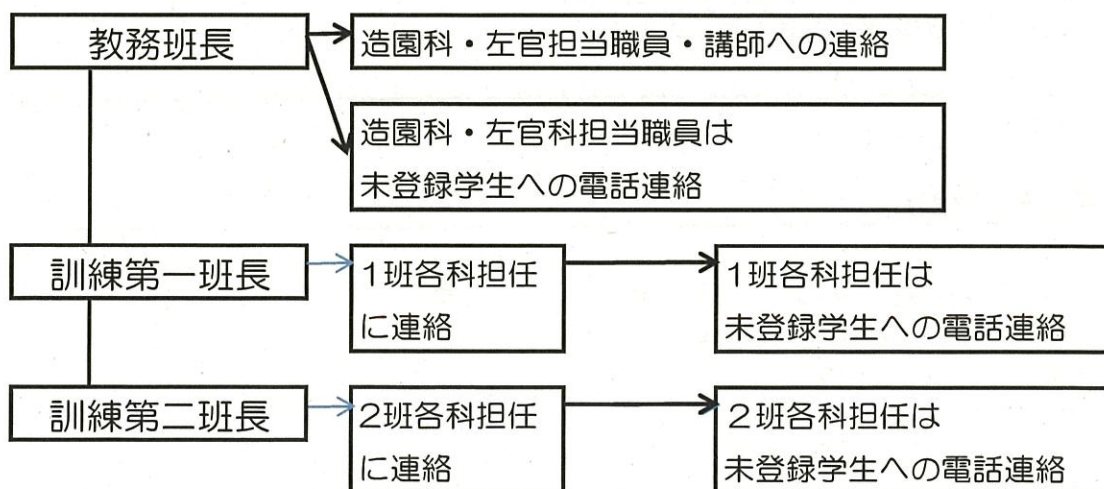 教務班長
造園科・左官担当職員・講師への連絡
造園科・左官科担当職員は
未登録学生への電話連絡
訓練第一班長
1班各科担任
に連絡
1班各科担任は
未登録学生への電話連絡
訓練第二班長
2班各科担任
に連絡
2班各科担任は
未登録学生への電話連絡